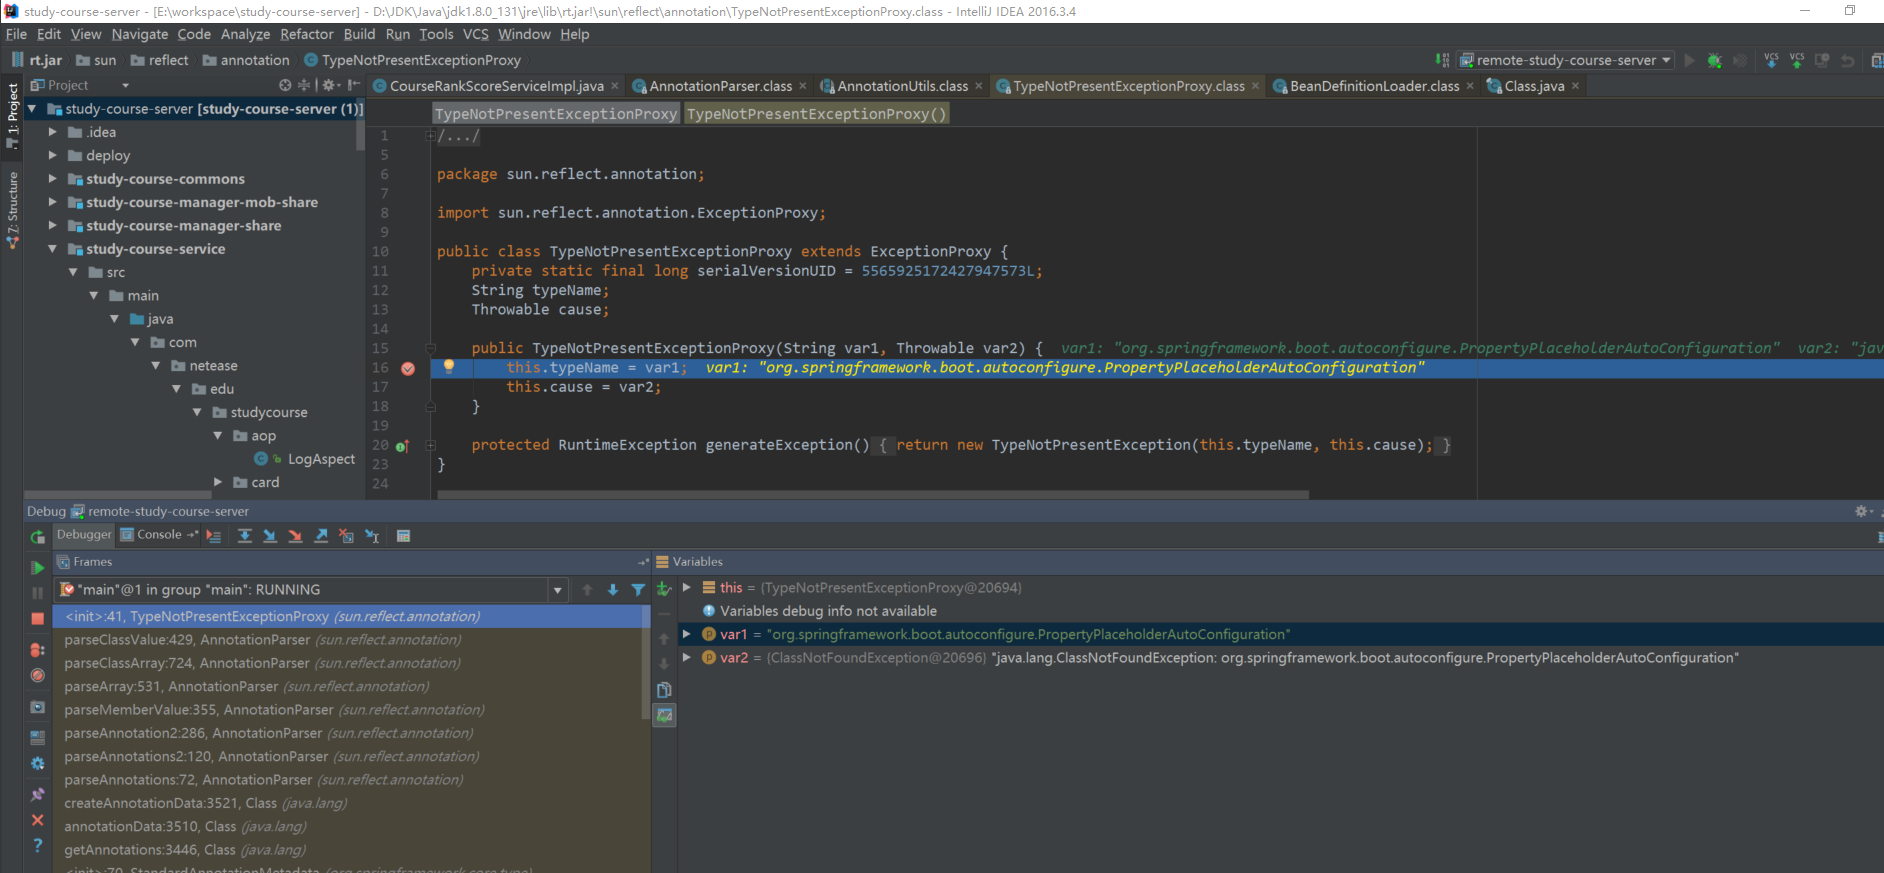 study-course-server - [E:\workspace\study-course-server] - D:\JDK\Java\jdk1.8.0_131\jre\lib\rt.jar!\sun\reflect\annotation\TypeNotPresentExceptionProxy.class - IntelliJ IDEA 2016.3.4
File Edit View Navigate Code Analyze Refactor Build Run Tools VCS Window Help
rt.jar sun reflect annotation TypeNotPresentExceptionProxy remote-study-course-server VCS VCS
Project CourseRankScoreServiceImpl.java AnnotationParser.class AnnotationUtils.class TypeNotPresentExceptionProxy.class BeanDefinitionLoader.class Class.java
1: Project
Z: Structure
study-course-server [study-course-server (1)]
.idea
deploy
study-course-commons
study-course-manager-mob-share
study-course-manager-share
study-course-service
src
main
java
com
netease
edu
studycourse
aop
LogAspect
card
TypeNotPresentExceptionProxy TypeNotPresentExceptionProxy()
1 /.../
5
6 package sun.reflect.annotation;
7
8 import sun.reflect.annotation.ExceptionProxy;
9
10 public class TypeNotPresentExceptionProxy extends ExceptionProxy {
11 private static final long serialVersionUID = 5565925172427947573L;
12 String typeName;
13 Throwable cause;
14
15 public TypeNotPresentExceptionProxy(String var1, Throwable var2) { var1: "org.springframework.boot.autoconfigure.PropertyPlaceholderAutoConfiguration" var2: "jav
16 this.typeName = var1; var1: "org.springframework.boot.autoconfigure.PropertyPlaceholderAutoConfiguration"
17 this.cause = var2;
18 }
19
20 protected RuntimeException generateException() { return new TypeNotPresentException(this.typeName, this.cause); }
23 }
24
Debug remote-study-course-server
Debugger Console
Frames
"main"@1 in group "main": RUNNING
<init>:41, TypeNotPresentExceptionProxy (sun.reflect.annotation)
parseClassValue:429, AnnotationParser (sun.reflect.annotation)
parseClassArray:724, AnnotationParser (sun.reflect.annotation)
parseArray:531, AnnotationParser (sun.reflect.annotation)
parseMemberValue:355, AnnotationParser (sun.reflect.annotation)
parseAnnotation2:286, AnnotationParser (sun.reflect.annotation)
parseAnnotations2:120, AnnotationParser (sun.reflect.annotation)
parseAnnotations:72, AnnotationParser (sun.reflect.annotation)
createAnnotationData:3521, Class (java.lang)
annotationData:3510, Class (java.lang)
getAnnotations:3446, Class (java.lang)
<init>:70, StandardAnnotationMetadata (org.springframework.core.type)
Variables
this = {TypeNotPresentExceptionProxy@20694}
Variables debug info not available
var1 = "org.springframework.boot.autoconfigure.PropertyPlaceholderAutoConfiguration"
var2 = {ClassNotFoundException@20696} "java.lang.ClassNotFoundException: org.springframework.boot.autoconfigure.PropertyPlaceholderAutoConfiguration"